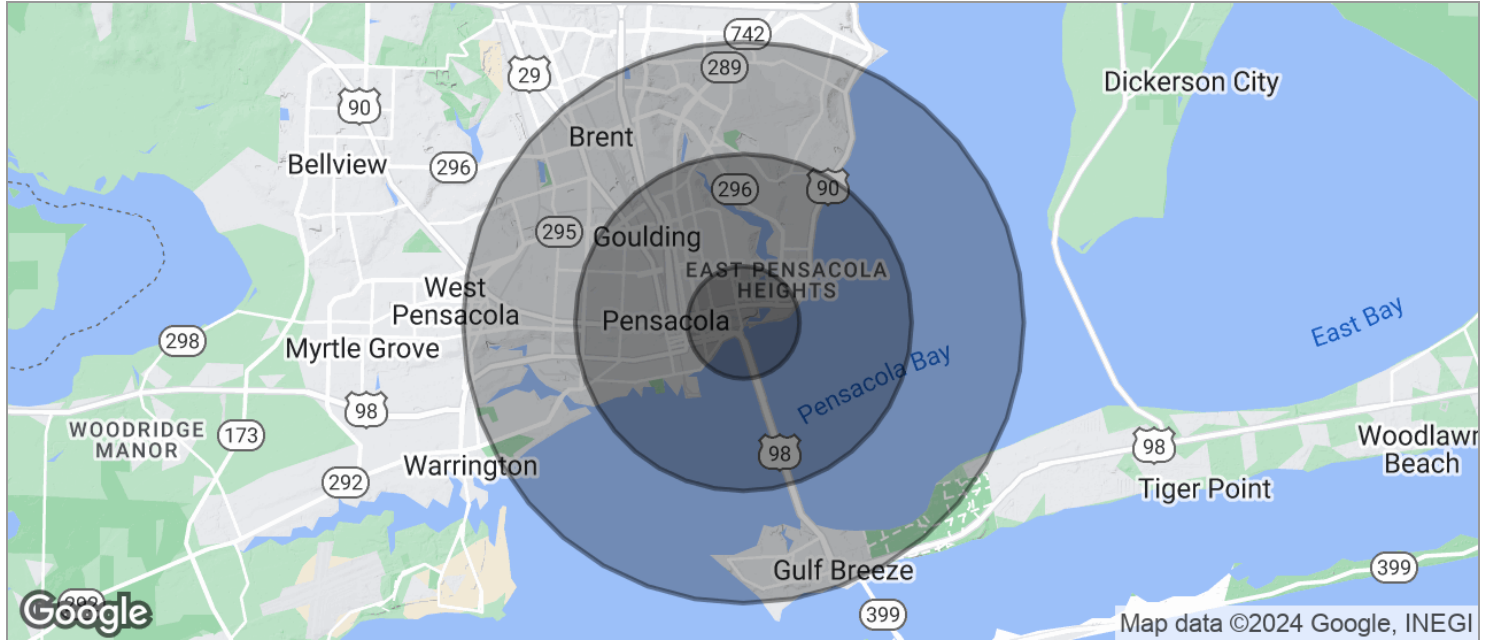 742
289
29
Dickerson City
90
Brent
Bellview
296
296
90
295
Goulding
EAST PENSACOLA
HEIGHTS
West
Pensacola
Pensacola
East Bay
298
Myrtle Grove
Pensacola Bay
98
WOODRIDGE
MANOR
173
98
98
Woodlawn
Beach
Warrington
292
Tiger Point
Gulf Breeze
399
399
292
Google
Map data ©2024 Google, INEGI